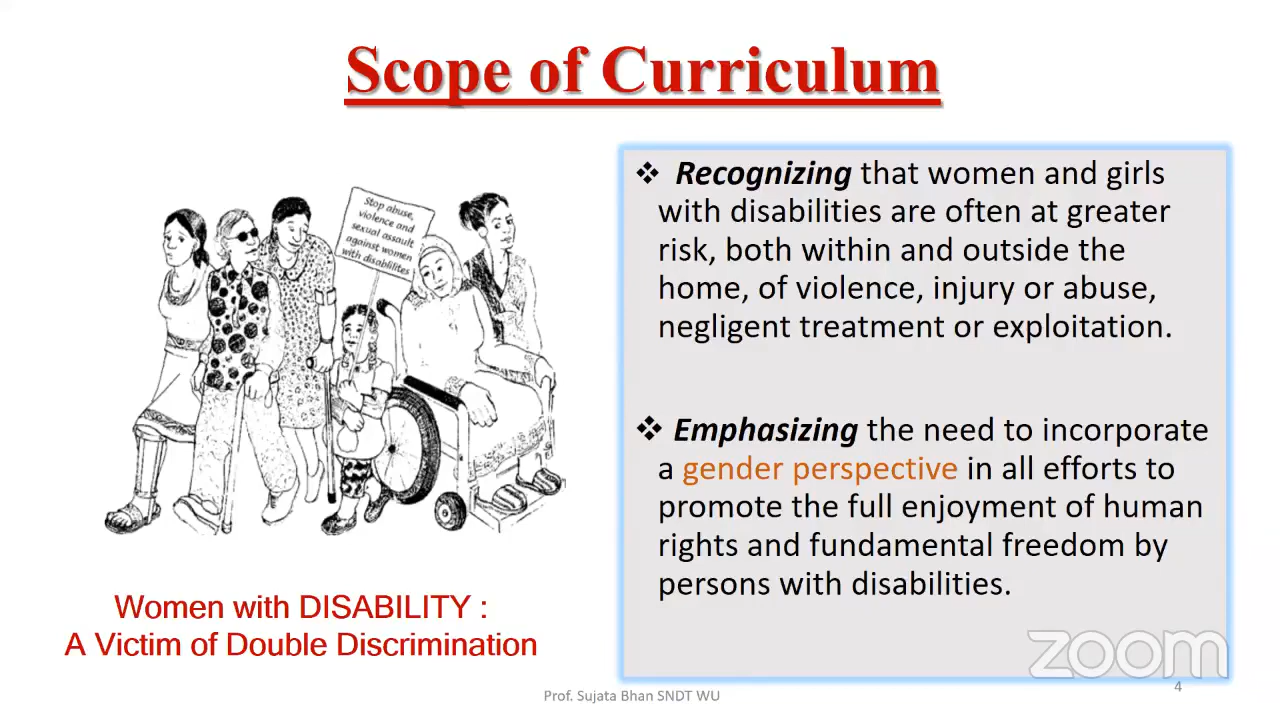 Scope of Curriculum
Stop abuse,
violence and
sexual assault
against women
with disablilites
Women with DISABILITY :
A Victim of Double Discrimination
❖ Recognizing that women and girls
with disabilities are often at greater
risk, both within and outside the
home, of violence, injury or abuse,
negligent treatment or exploitation.
❖ Emphasizing the need to incorporate
a gender perspective in all efforts to
promote the full enjoyment of human
rights and fundamental freedom by
persons with disabilities.
zoom
Prof. Sujata Bhan SNDT WU
4